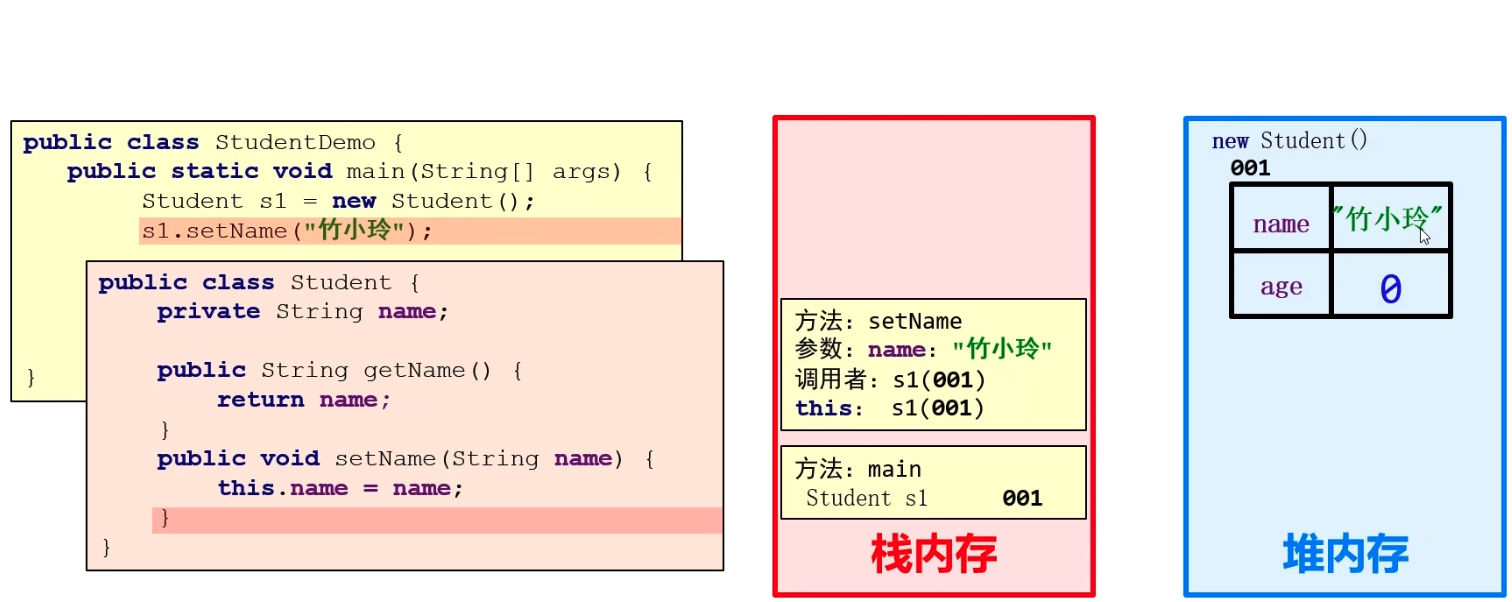 public class StudentDemo {
public static void main(String[] args) {
Student s1 = new Student();
s1.setName("竹小玲");
}
public class Student {
private String name;
public String getName() {
return name;
}
public void setName(String name) {
this.name = name;
}
}
方法：setName
参数：name："竹小玲"
调用者：s1(001)
this： s1(001)
方法：main
Student s1 001
栈内存
new Student()
001
name "竹小玲"
age 0
堆内存